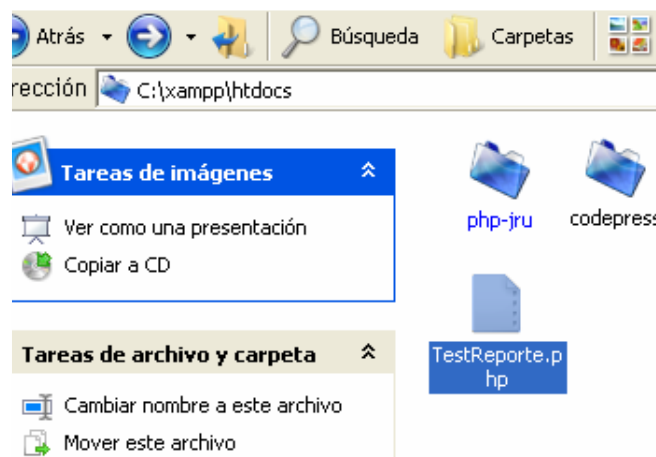 Atrás Búsqueda Carpetas
rección C:\xampp\htdocs
Tareas de imágenes
Ver como una presentación
Copiar a CD
php-jru codepress
Tareas de archivo y carpeta
Cambiar nombre a este archivo
Mover este archivo
TestReporte.p
hp